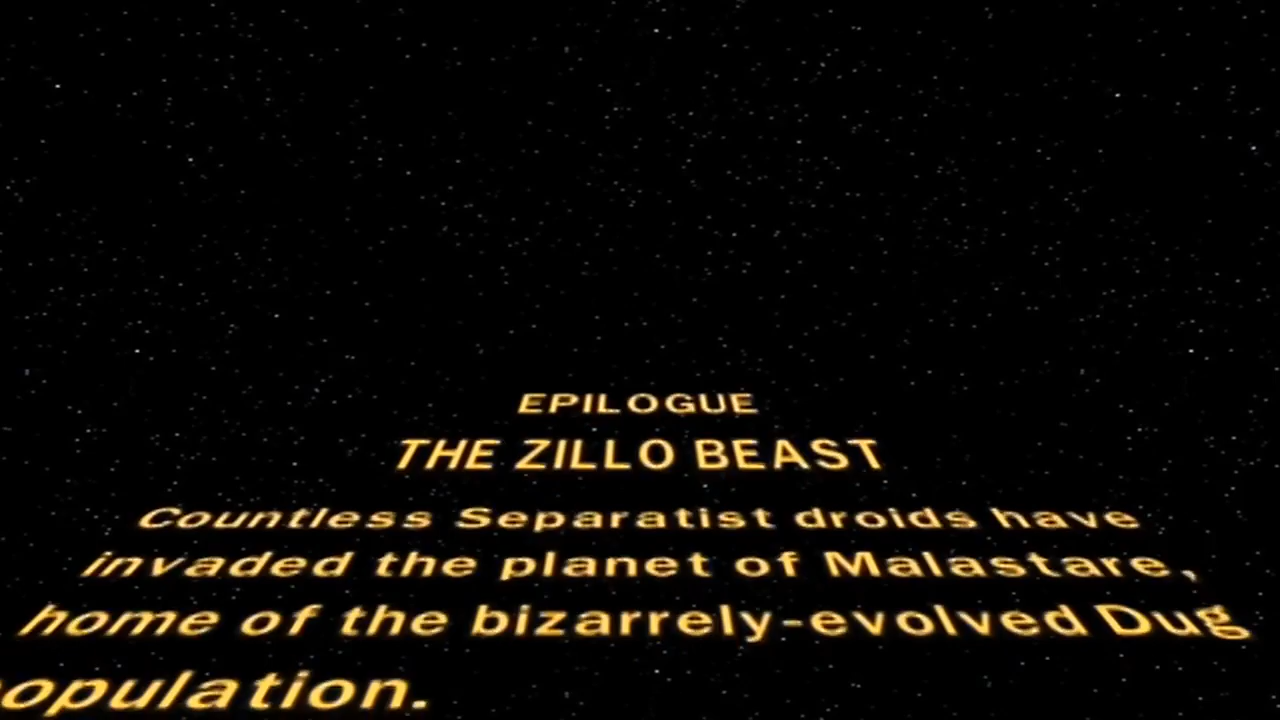 EPILOGUE
THE ZILLO BEAST
Countless Separatist droids have
invaded the planet of Malastare,
home of the bizarrely-evolved Dug
opulation.